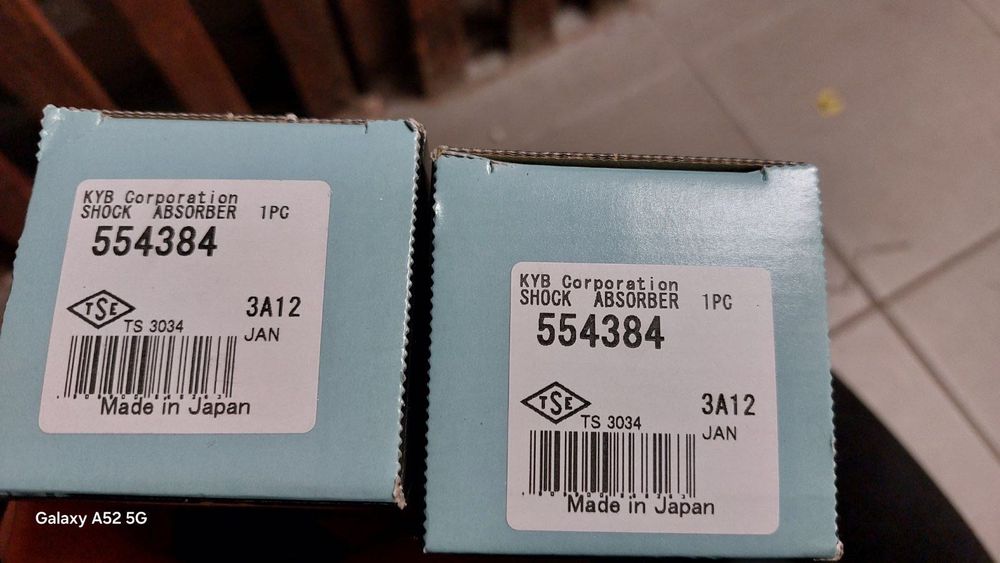 KYB Corporation
SHOCK ABSORBER 1PC
554384
TSE
TS 3034
3A12
JAN
Made in Japan
KYB Corporation
SHOCK ABSORBER 1PC
554384
TSE
TS 3034
3A12
JAN
Made in Japan
Galaxy A52 5G